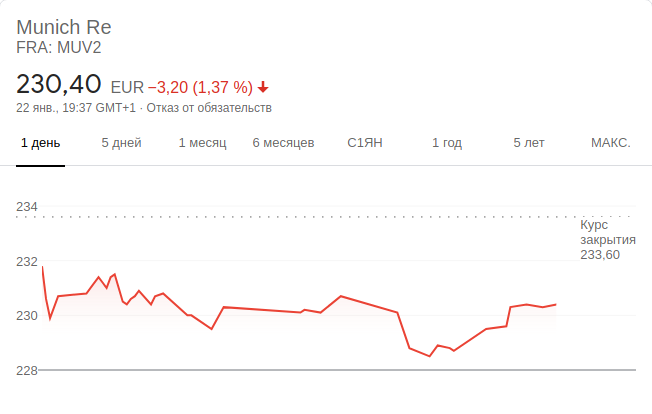 Munich Re
FRA: MUV2
230,40 EUR −3,20 (1,37 %)
22 янв., 19:37 GMT+1 · Отказ от обязательств
1 день 5 дней 1 месяц 6 месяцев С1ЯН 1 год 5 лет МАКС.
234
Курс
закрытия
233,60
232
230
228